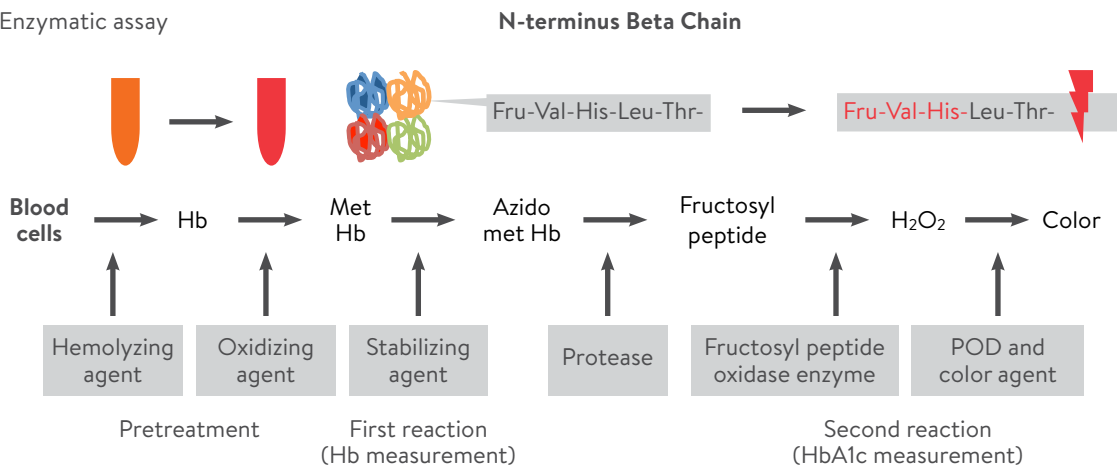 Enzymatic assay
N-terminus Beta Chain
Fru-Val-His-Leu-Thr-
Fru-Val-His-Leu-Thr-
Blood
cells
Hb
Met
Hb
Azido
met Hb
Fructosyl
peptide
H₂O₂
Color
Hemolyzing
agent
Oxidizing
agent
Stabilizing
agent
Protease
Fructosyl peptide
oxidase enzyme
POD and
color agent
Pretreatment
First reaction
(Hb measurement)
Second reaction
(HbA1c measurement)